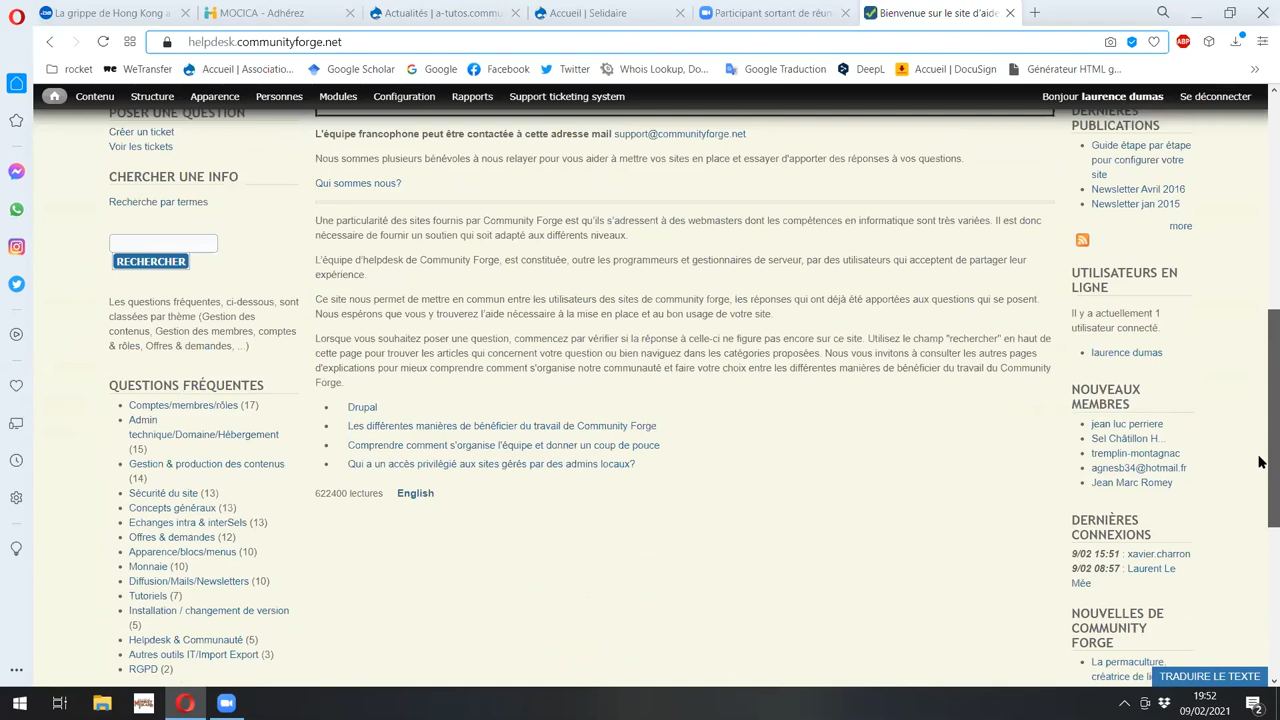 La grippe de Hong Kong a
MOCICA - Adhérez
Actualités | a-tutos.commu
Accueil | Selidaire
Participant sortant de réun
Bienvenue sur le site d'aide
helpdesk.communityforge.net
rocket
WeTransfer
Accueil | Associatio...
Google Scholar
Google
Facebook
Twitter
Whois Lookup, Do...
Google Traduction
DeepL
Accueil | DocuSign
Générateur HTML g...
Contenu
Structure
Apparence
Personnes
Modules
Configuration
Rapports
Support ticketing system
Bonjour laurence dumas
Se déconnecter
POSER UNE QUESTION
Créer un ticket
Voir les tickets
CHERCHER UNE INFO
Recherche par termes
RECHERCHER
Les questions fréquentes, ci-dessous, sont
classées par thème (Gestion des
contenus, Gestion des membres, comptes
& rôles, Offres & demandes, ...)
QUESTIONS FRÉQUENTES
Comptes/membres/rôles (17)
Admin
technique/Domaine/Hébergement
(15)
Gestion & production des contenus
(14)
Sécurité du site (13)
Concepts généraux (13)
Echanges intra & interSels (13)
Offres & demandes (12)
Apparence/blocs/menus (10)
Monnaie (10)
Diffusion/Mails/Newsletters (10)
Tutoriels (7)
Installation / changement de version
(5)
Helpdesk & Communauté (5)
Autres outils IT/Import Export (3)
RGPD (2)
L'équipe francophone peut être contactée à cette adresse mail support@communityforge.net
Nous sommes plusieurs bénévoles à nous relayer pour vous aider à mettre vos sites en place et essayer d'apporter des réponses à vos questions.
Qui sommes nous?
Une particularité des sites fournis par Community Forge est qu'ils s'adressent à des webmasters dont les compétences en informatique sont très variées. Il est donc
nécessaire de fournir un soutien qui soit adapté aux différents niveaux.
L'équipe d'helpdesk de Community Forge, est constituée, outre les programmeurs et gestionnaires de serveur, par des utilisateurs qui acceptent de partager leur
expérience.
Ce site nous permet de mettre en commun entre les utilisateurs des sites de community forge, les réponses qui ont déjà été apportées aux questions qui se posent.
Nous espérons que vous y trouverez l'aide nécessaire à la mise en place et au bon usage de votre site.
Lorsque vous souhaitez poser une question, commencez par vérifier si la réponse à celle-ci ne figure pas encore sur ce site. Utilisez le champ "rechercher" en haut de
cette page pour trouver les articles qui concernent votre question ou bien naviguez dans les catégories proposées. Nous vous invitons à consulter les autres pages
d'explications pour mieux comprendre comment s'organise notre communauté et faire votre choix entre les différentes manières de bénéficier du travail du Community
Forge.
Drupal
Les différentes manières de bénéficier du travail de Community Forge
Comprendre comment s'organise l'équipe et donner un coup de pouce
Qui a un accès privilégié aux sites gérés par des admins locaux?
622400 lectures English
DERNIÈRES
PUBLICATIONS
Guide étape par étape
pour configurer votre
site
Newsletter Avril 2016
Newsletter jan 2015
more
UTILISATEURS EN
LIGNE
Il y a actuellement 1
utilisateur connecté.
laurence dumas
NOUVEAUX
MEMBRES
jean luc perriere
Sel Châtillon H...
tremplin-montagnac
agnesb34@hotmail.fr
Jean Marc Romey
DERNIÈRES
CONNEXIONS
9/02 15:51 : xavier.charron
9/02 08:57 : Laurent Le
Mée
NOUVELLES DE
COMMUNITY
FORGE
La permaculture,
créatrice de li
TRADUIRE LE TEXTE
19:52
09/02/2021
2